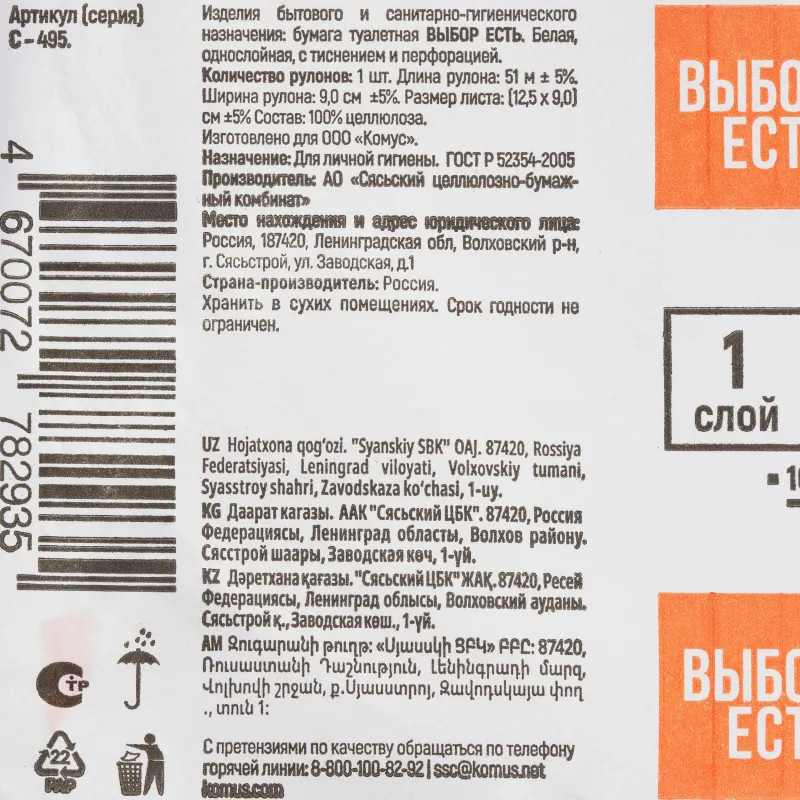 Артикул (серия)
С-495.
4 670072 782935
Изделия бытового и санитарно-гигиенического
назначения: бумага туалетная ВЫБОР ЕСТЬ. Белая,
однослойная, с тиснением и перфорацией.
Количество рулонов: 1 шт. Длина рулона: 51 м ± 5%.
Ширина рулона: 9,0 см ±5%. Размер листа: (12,5 х 9,0)
см ±5% Состав: 100% целлюлоза.
Изготовлено для ООО «Комус».
Назначение: Для личной гигиены. ГОСТ Р 52354-2005
Производитель: АО «Сясьский целлюлозно-бумаж-
ный комбинат»
Место нахождения и адрес юридического лица:
Россия, 187420, Ленинградская обл, Волховский р-н,
г. Сясьстрой, ул. Заводская, д.1
Страна-производитель: Россия.
Хранить в сухих помещениях. Срок годности не
ограничен.
UZ Hojatxona qog'ozi. "Syanskiy SBK" OAJ. 87420, Rossiya
Federatsiyasi, Leningrad viloyati, Volxovskiy tumani,
Syasstroy shahri, Zavodskaza ko'chasi, 1-uy.
KG Даарат кагазы. ААК "Сясьский ЦБК". 87420, Россия
Федерациясы, Ленинград областы, Волхов району.
Сясстрой шаары, Заводская көч, 1-үй.
KZ Дәретхана қағазы. "Сясьский ЦБК" ЖАҚ. 87420, Ресей
Федерациясы, Ленинград облысы, Волховский ауданы.
Сясьстрой қ., Заводская көш., 1-үй.
AM Զուգարանի թուղթ: «Սյասսկի ՑԲԿ» ԲԲԸ: 87420,
Ռուսաստանի Դաշնություն, Լենինգրադի մարզ,
Վոլխովի շրջան, ք.Սյասստրոյ, Զավոդսկայա փող
., տուն 1:
С претензиями по качеству обращаться по телефону
горячей линии: 8-800-100-82-92 | ssc@komus.net
komus.com
СТР
22
PAP
ВЫБО
ЕСТ
1
слой
ВЫБО
ЕСТ